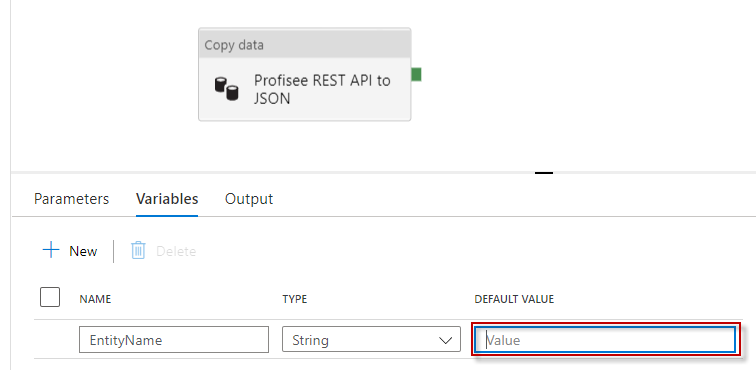 Copy data
Profisee REST API to
JSON
Parameters Variables Output
New Delete
NAME TYPE DEFAULT VALUE
EntityName String Value